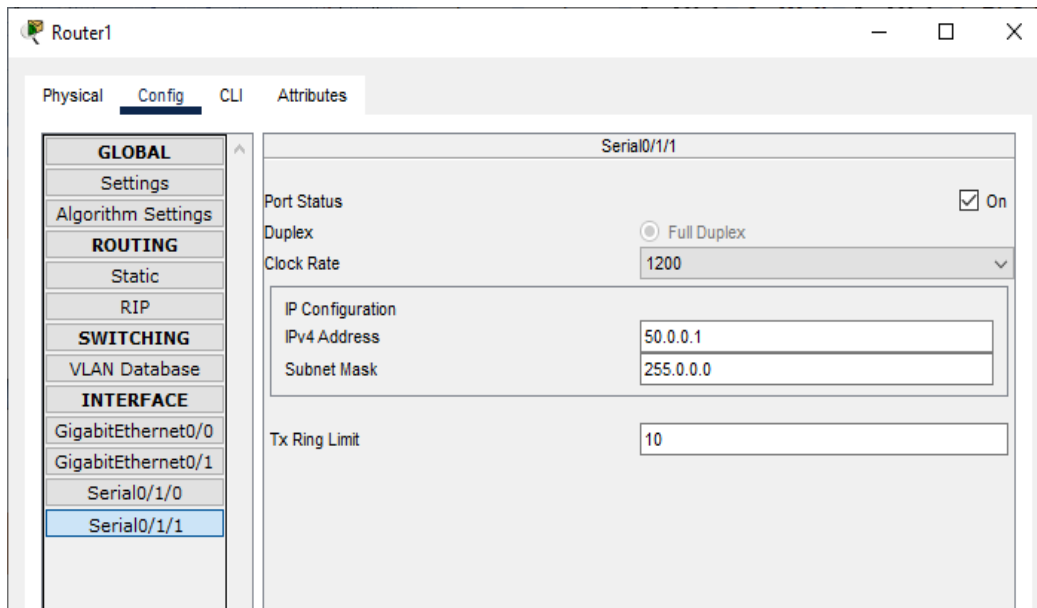 Router1
Physical Config CLI Attributes
GLOBAL
Settings
Algorithm Settings
ROUTING
Static
RIP
SWITCHING
VLAN Database
INTERFACE
GigabitEthernet0/0
GigabitEthernet0/1
Serial0/1/0
Serial0/1/1
Serial0/1/1
Port Status On
Duplex Full Duplex
Clock Rate 1200
IP Configuration
IPv4 Address 50.0.0.1
Subnet Mask 255.0.0.0
Tx Ring Limit 10